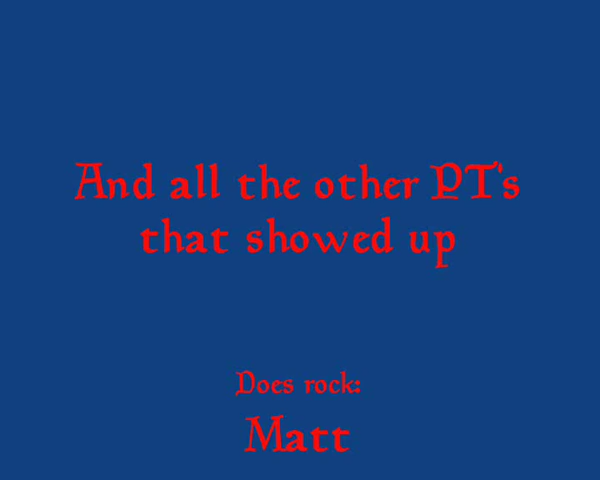 And all the other PT's
that showed up
Does rock:
Matt